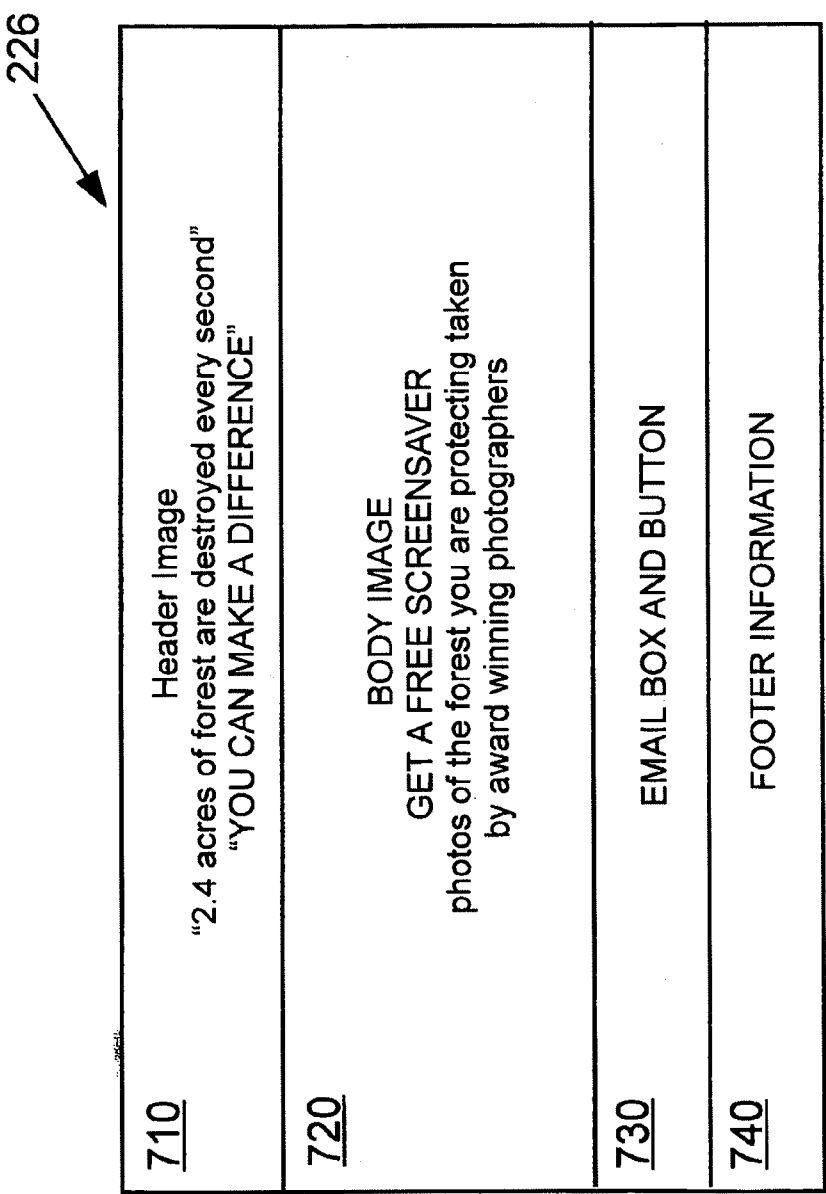 226
710
Header Image
“2.4 acres of forest are destroyed every second”
“YOU CAN MAKE A DIFFERENCE”
720
BODY IMAGE
GET A FREE SCREENSAVER
photos of the forest you are protecting taken
by award winning photographers
730
EMAIL BOX AND BUTTON
740
FOOTER INFORMATION